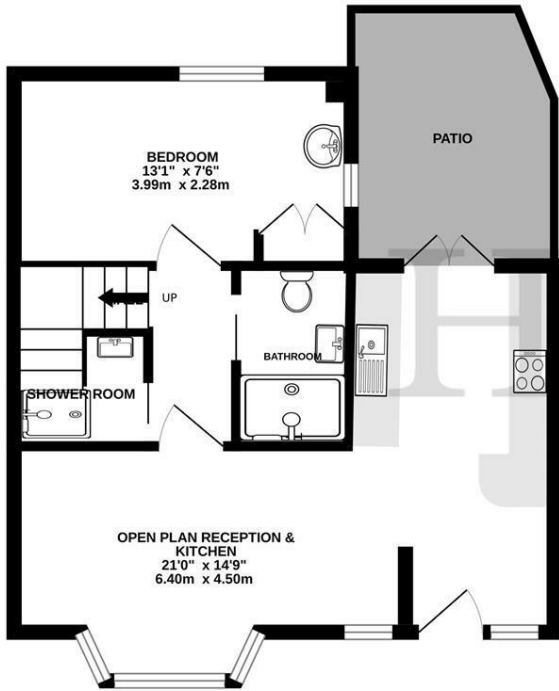 PATIO
BEDROOM
13'1" x 7'6"
3.99m x 2.28m
UP
BATHROOM
SHOWER ROOM
OPEN PLAN RECEPTION &
KITCHEN
21'0" x 14'9"
6.40m x 4.50m